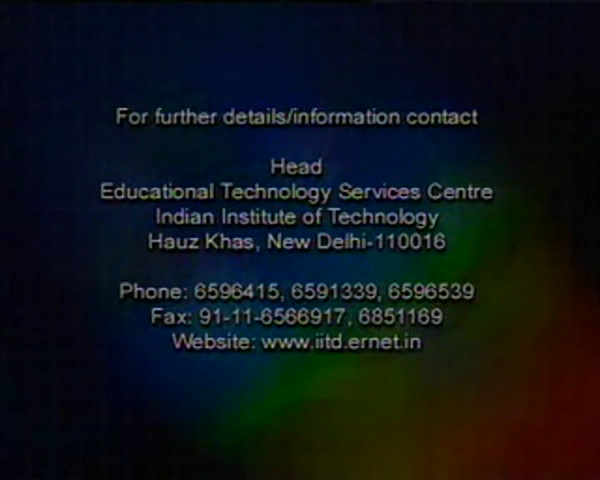 For further details/information contact
Head
Educational Technology Services Centre
Indian Institute of Technology
Hauz Khas, New Delhi-110016
Phone: 6596415, 6591339, 6596539
Fax: 91-11-6566917, 6851169
Website: www.iitd.ernet.in